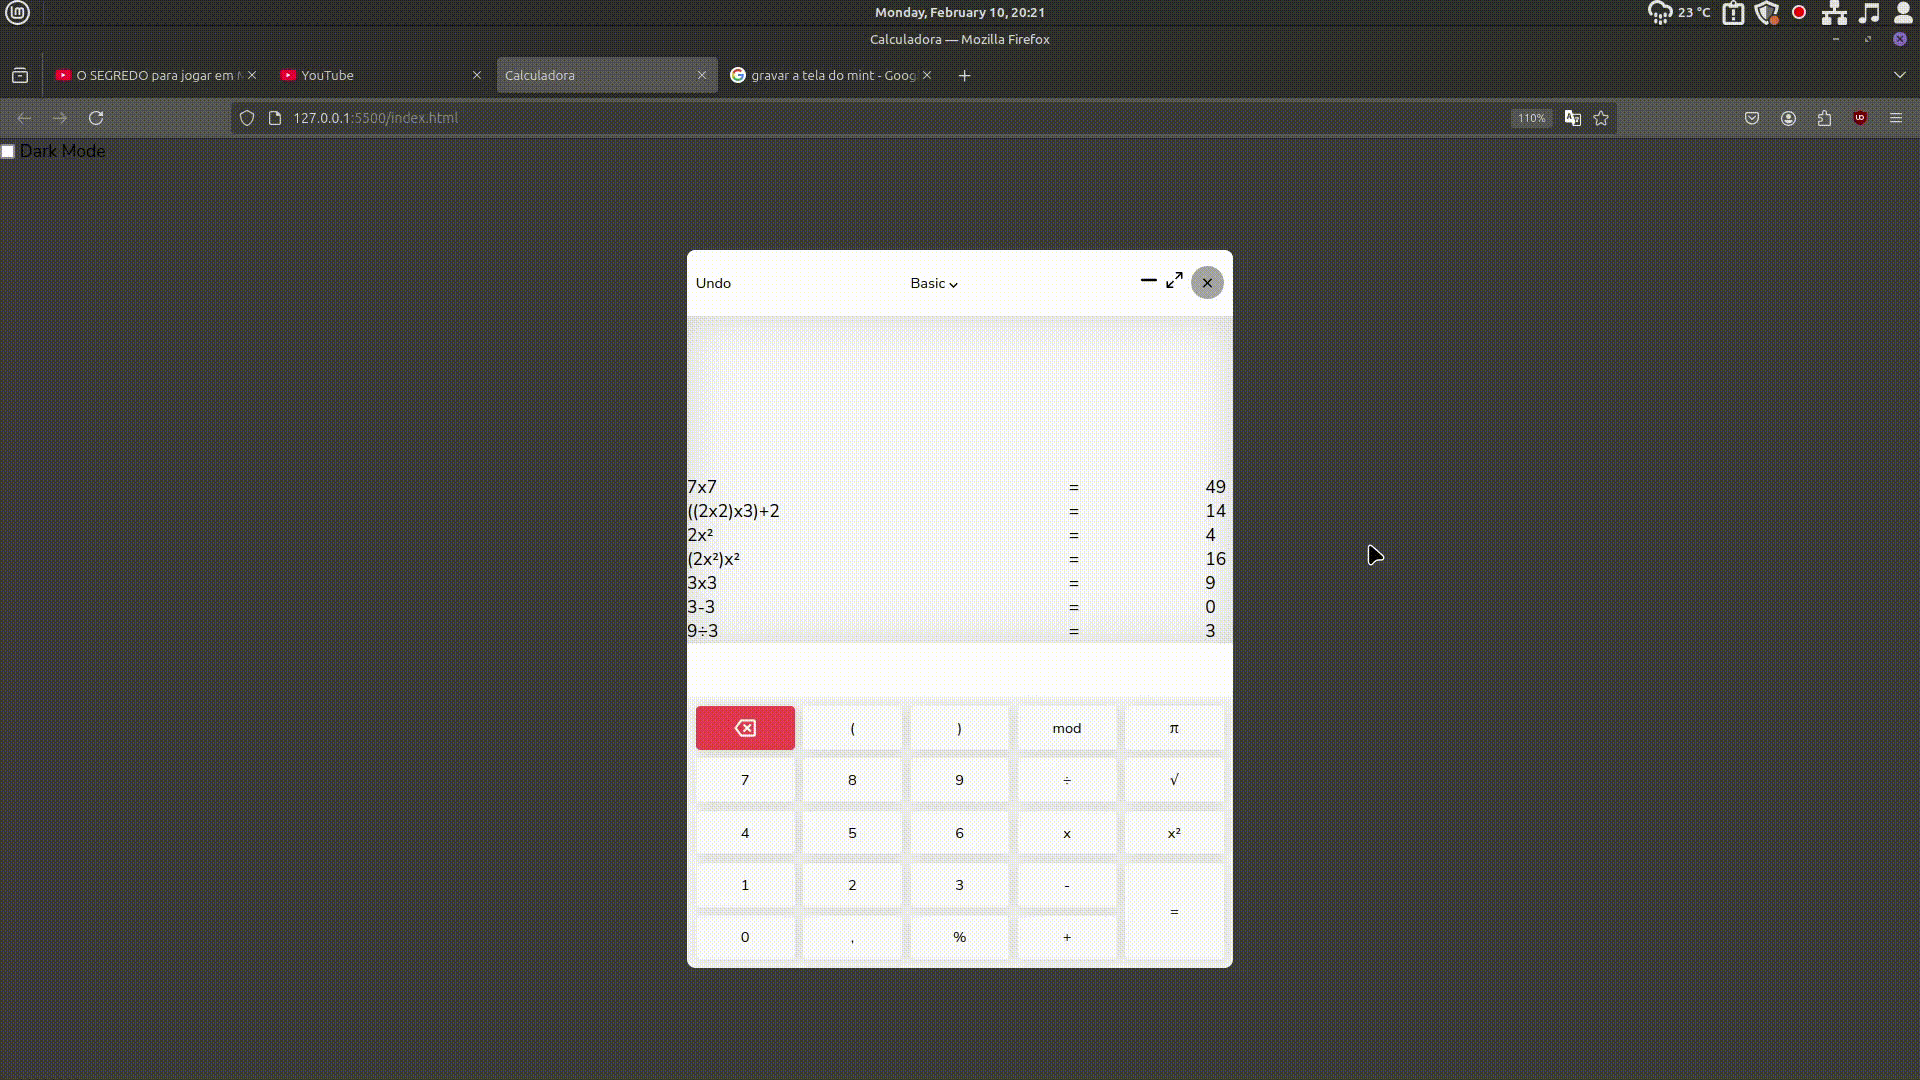 Monday, February 10, 20:21
23 °C
Calculadora — Mozilla Firefox
O SEGREDO para jogar em
YouTube
Calculadora
gravar a tela do mint - Goog
127.0.0.1:5500/index.html
110%
Dark Mode
Undo
Basic
7x7 = 49
((2x2)x3)+2 = 14
2x² = 4
(2x²)x² = 16
3x3 = 9
3-3 = 0
9÷3 = 3
( ) mod π
7 8 9 ÷ √
4 5 6 x x²
1 2 3 -
=
0 , % +